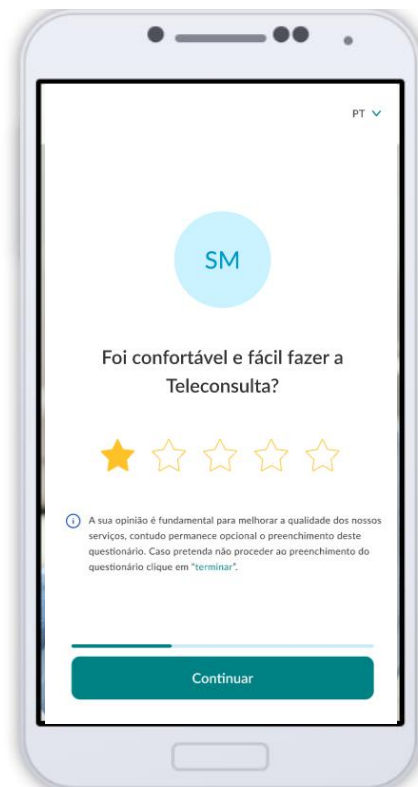 PT
SM
Foi confortável e fácil fazer a
Teleconsulta?
A sua opinião é fundamental para melhorar a qualidade dos nossos
serviços, contudo permanece opcional o preenchimento deste
questionário. Caso pretenda não proceder ao preenchimento do
questionário clique em "terminar".
Continuar